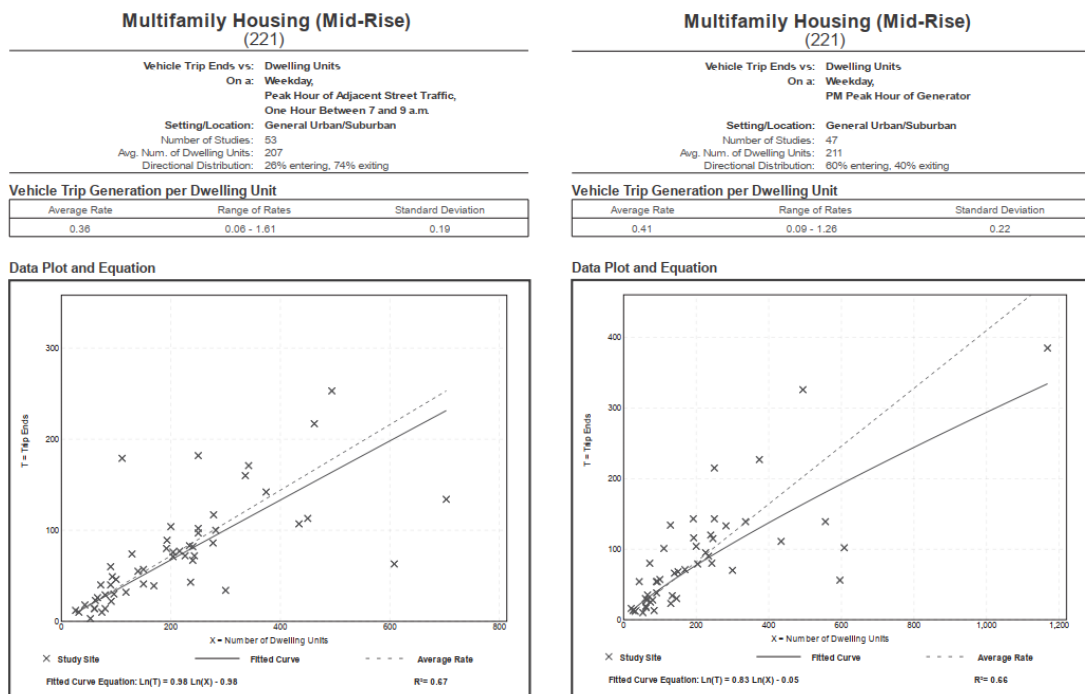 Multifamily Housing (Mid-Rise)
(221)
Vehicle Trip Ends vs: Dwelling Units
On a: Weekday,
Peak Hour of Adjacent Street Traffic,
One Hour Between 7 and 9 a.m.
Setting/Location: General Urban/Suburban
Number of Studies: 53
Avg. Num. of Dwelling Units: 207
Directional Distribution: 26% entering, 74% exiting
Vehicle Trip Generation per Dwelling Unit
Average Rate Range of Rates Standard Deviation
0.36 0.06 - 1.61 0.19
Data Plot and Equation
300
200
100
0
T = Trip Ends
0 200 400 600 800
X = Number of Dwelling Units
Study Site Fitted Curve Average Rate
Fitted Curve Equation: Ln(T) = 0.98 Ln(X) - 0.98 R²= 0.67
Multifamily Housing (Mid-Rise)
(221)
Vehicle Trip Ends vs: Dwelling Units
On a: Weekday,
PM Peak Hour of Generator
Setting/Location: General Urban/Suburban
Number of Studies: 47
Avg. Num. of Dwelling Units: 211
Directional Distribution: 60% entering, 40% exiting
Vehicle Trip Generation per Dwelling Unit
Average Rate Range of Rates Standard Deviation
0.41 0.09 - 1.26 0.22
Data Plot and Equation
400
300
200
100
0
T = Trip Ends
0 200 400 600 800 1,000 1,200
X = Number of Dwelling Units
Study Site Fitted Curve Average Rate
Fitted Curve Equation: Ln(T) = 0.83 Ln(X) - 0.05 R²= 0.66